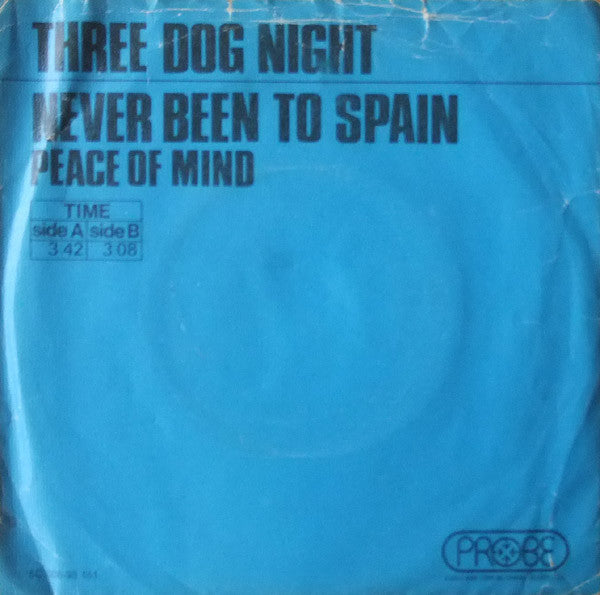 THREE DOG NIGHT
NEVER BEEN TO SPAIN
PEACE OF MIND
TIME
side A side B
3.42 3.08
PROBE